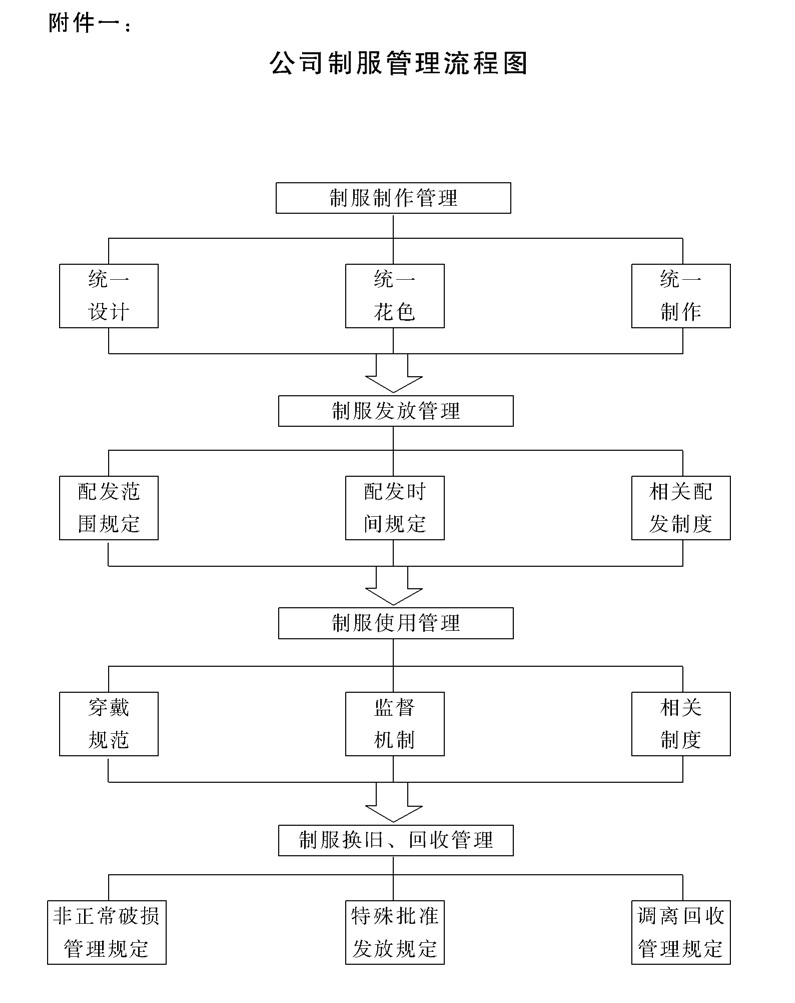 附件一：
公司制服管理流程图
制服制作管理
统一
设计
统一
花色
统一
制作
制服发放管理
配发范
围规定
配发时
间规定
相关配
发制度
制服使用管理
穿戴
规范
监督
机制
相关
制度
制服换旧、回收管理
非正常破损
管理规定
特殊批准
发放规定
调离回收
管理规定